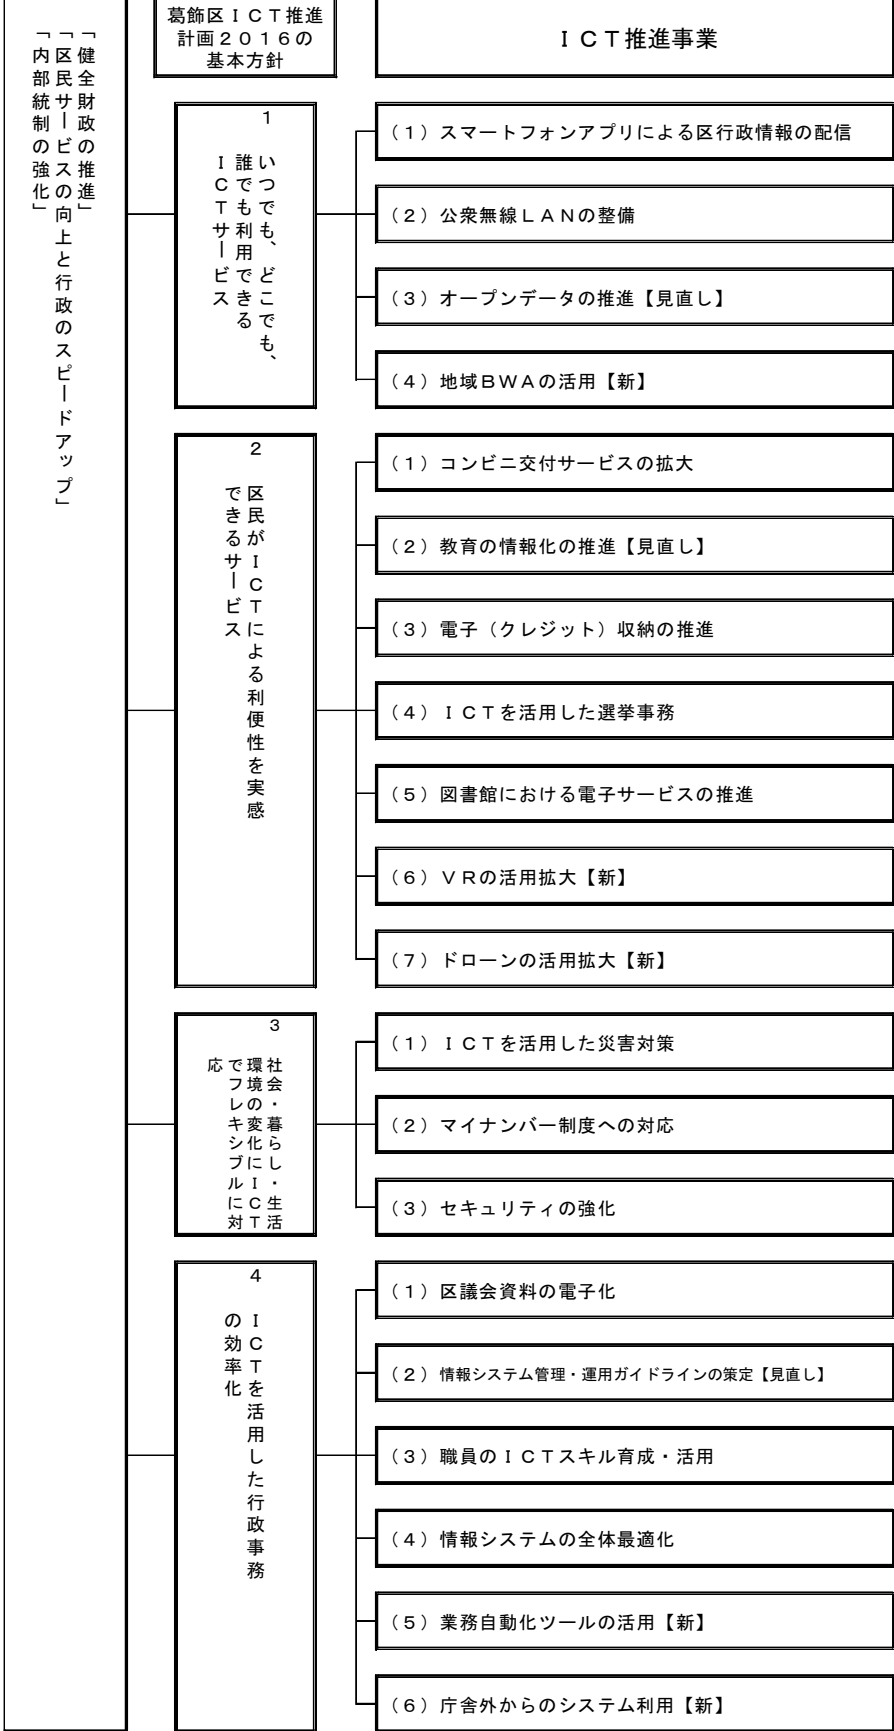 「健全財政の推進」
「区民サービスの向上と行政のスピードアップ」
「内部統制の強化」
葛飾区ＩＣＴ推進
計画２０１６の
基本方針
ＩＣＴ推進事業
１
いつでも、どこでも、
誰でも利用できる
ＩＣＴサービス
（１）スマートフォンアプリによる区行政情報の配信
（２）公衆無線ＬＡＮの整備
（３）オープンデータの推進【見直し】
（４）地域ＢＷＡの活用【新】
２
区民がＩＣＴによる利便性を実感
できるサービス
（１）コンビニ交付サービスの拡大
（２）教育の情報化の推進【見直し】
（３）電子（クレジット）収納の推進
（４）ＩＣＴを活用した選挙事務
（５）図書館における電子サービスの推進
（６）ＶＲの活用拡大【新】
（７）ドローンの活用拡大【新】
３
社会・暮らし・生活
環境の変化にＩＣＴ
でフレキシブルに対
応
（１）ＩＣＴを活用した災害対策
（２）マイナンバー制度への対応
（３）セキュリティの強化
４
ＩＣＴを活用した行政事務
の効率化
（１）区議会資料の電子化
（２）情報システム管理・運用ガイドラインの策定【見直し】
（３）職員のＩＣＴスキル育成・活用
（４）情報システムの全体最適化
（５）業務自動化ツールの活用【新】
（６）庁舎外からのシステム利用【新】